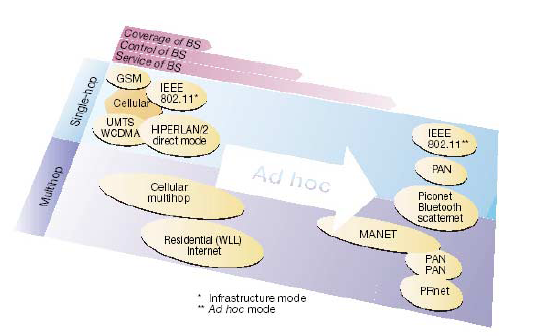 Coverage of BS
Control of BS
Service of BS
Single-hop
GSM
IEEE
802.11*
Cellular
UMTS
WCDMA
HIPERLAN/2
direct mode
IEEE
802.11**
PAN
Ad hoc
Piconet
Bluetooth
scatternet
Multihop
Cellular
multihop
Residential (WLL)
Internet
MANET
PAN
PAN
PRnet
* Infrastructure mode
** Ad hoc mode